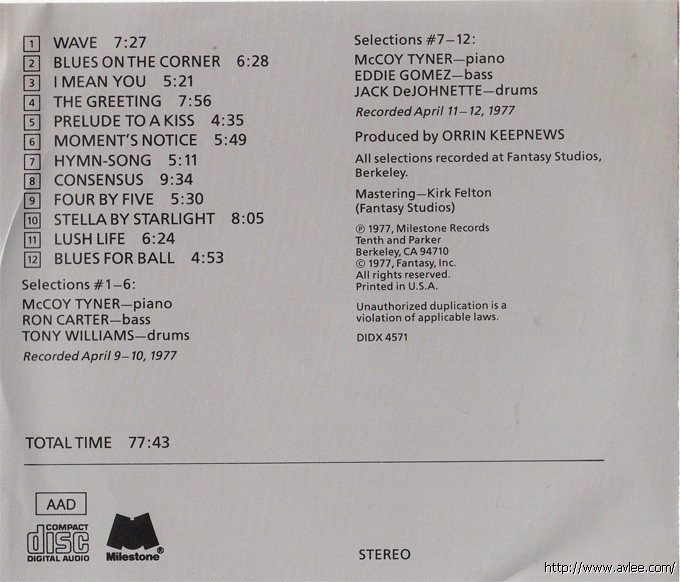 1 WAVE 7:27
2 BLUES ON THE CORNER 6:28
3 I MEAN YOU 5:21
4 THE GREETING 7:56
5 PRELUDE TO A KISS 4:35
6 MOMENT'S NOTICE 5:49
7 HYMN-SONG 5:11
8 CONSENSUS 9:34
9 FOUR BY FIVE 5:30
10 STELLA BY STARLIGHT 8:05
11 LUSH LIFE 6:24
12 BLUES FOR BALL 4:53
Selections #1–6:
McCOY TYNER—piano
RON CARTER—bass
TONY WILLIAMS—drums
Recorded April 9–10, 1977
Selections #7–12:
McCOY TYNER—piano
EDDIE GOMEZ—bass
JACK DeJOHNETTE—drums
Recorded April 11–12, 1977
Produced by ORRIN KEEPNEWS
All selections recorded at Fantasy Studios,
Berkeley.
Mastering—Kirk Felton
(Fantasy Studios)
℗ 1977, Milestone Records
Tenth and Parker
Berkeley, CA 94710
© 1977, Fantasy, Inc.
All rights reserved.
Printed in U.S.A.
Unauthorized duplication is a
violation of applicable laws.
DIDX 4571
TOTAL TIME 77:43
AAD
COMPACT
disc
DIGITAL AUDIO
Milestone®
STEREO
http://www.avlee.com/